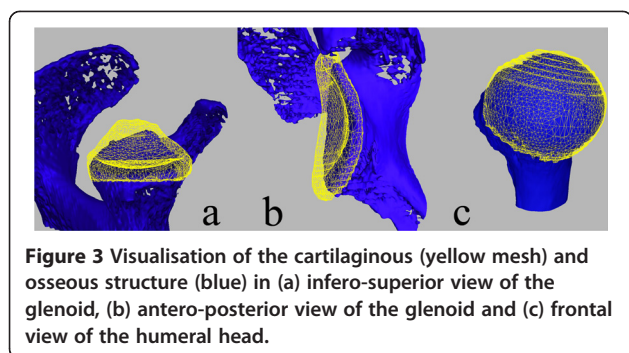 a b c
Figure 3 Visualisation of the cartilaginous (yellow mesh) and
osseous structure (blue) in (a) infero-superior view of the
glenoid, (b) antero-posterior view of the glenoid and (c) frontal
view of the humeral head.